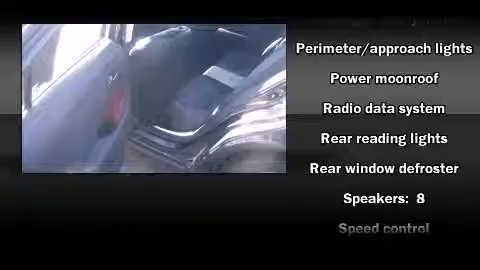 Perimeter/approach lights
Power moonroof
Radio data system
Rear reading lights
Rear window defroster
Speakers: 8
Speed control